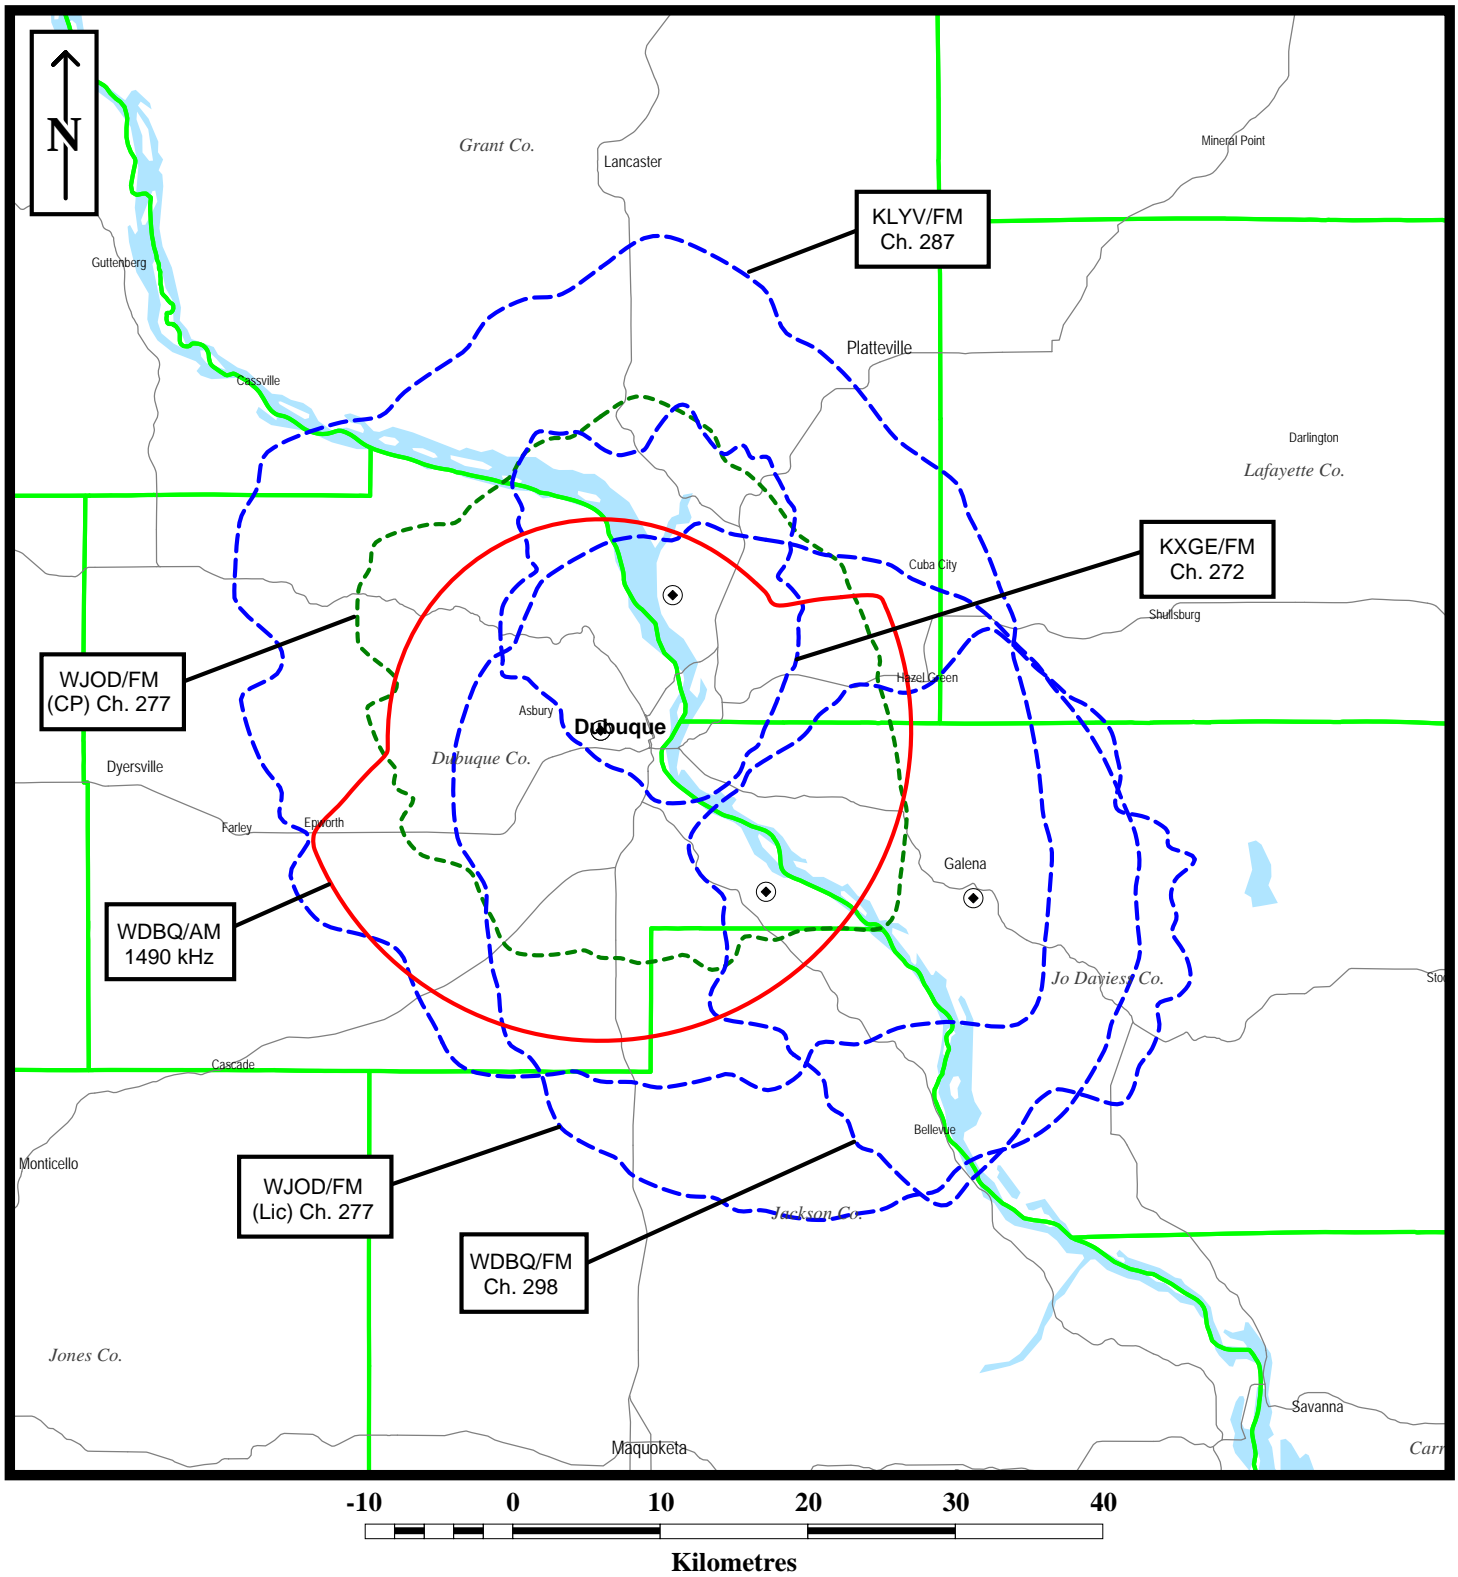 N
Grant Co.
Lancaster
Mineral Point
KLYV/FM
Ch. 287
Guttenberg
Platteville
Cassville
Darlington
Lafayette Co.
KXGE/FM
Ch. 272
Cuba City
Shullsburg
WJOD/FM
(CP) Ch. 277
Hazel Green
Asbury
Dubuque
Dubuque Co.
Dyersville
Farley
Epworth
Galena
WDBQ/AM
1490 kHz
Jo Daviess Co.
Sto
Cascade
Bellevue
Monticello
WJOD/FM
(Lic) Ch. 277
Jackson Co.
WDBQ/FM
Ch. 298
Jones Co.
Savanna
Maquoketa
Carr
-10 0 10 20 30 40
Kilometres